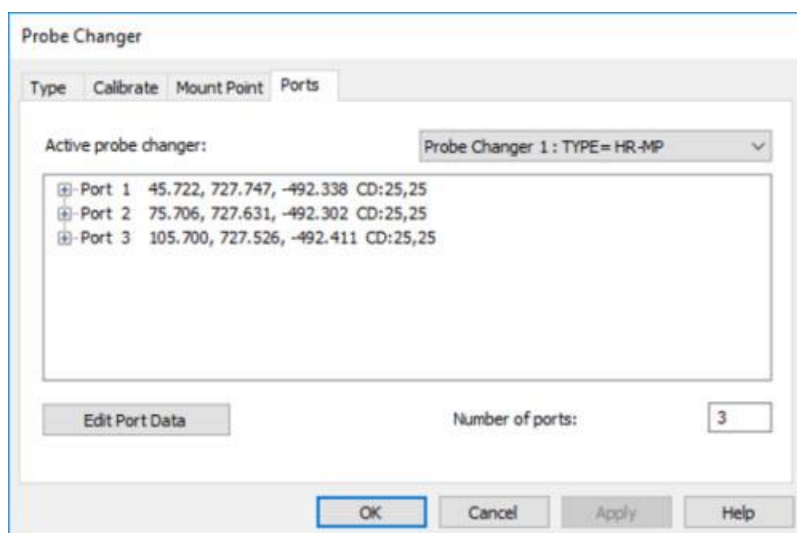 Probe Changer
Type Calibrate Mount Point Ports
Active probe changer: Probe Changer 1 : TYPE= HR-MP
Port 1 45.722, 727.747, -492.338 CD:25,25
Port 2 75.706, 727.631, -492.302 CD:25,25
Port 3 105.700, 727.526, -492.411 CD:25,25
Edit Port Data Number of ports: 3
OK Cancel Apply Help